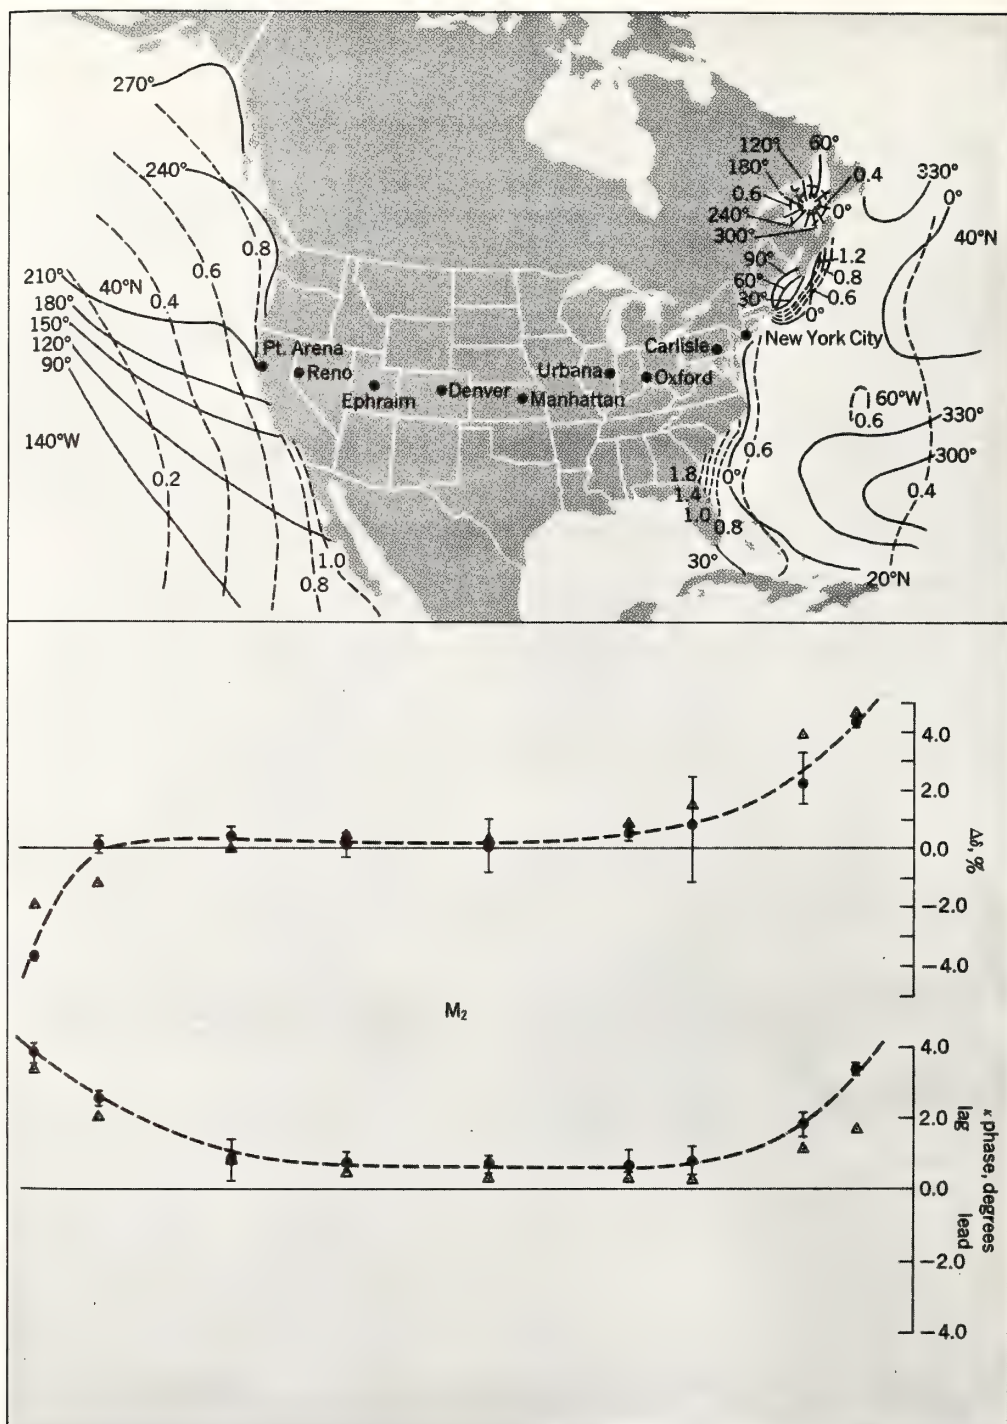 270°
240°
0.8
0.6
210°
40°N
0.4
180°
150°
120°
90°
140°W
0.2
1.0
0.8
Pt. Arena
Reno
Ephraim
Denver
Manhattan
Urbana
Oxford
Carlisle
New York City
120°
60°
180°
0.4
330°
0.6
0°
0°
240°
300°
40°N
90°
1.2
60°
0.8
30°
0.6
0°
60°W
0.6
330°
0.6
300°
1.8
0°
1.4
0.4
1.0
0.8
30°
20°N
4.0
2.0
0.0
−2.0
−4.0
Δδ, %
M₂
4.0
2.0
0.0
−2.0
−4.0
κ phase, degrees
lag
lead